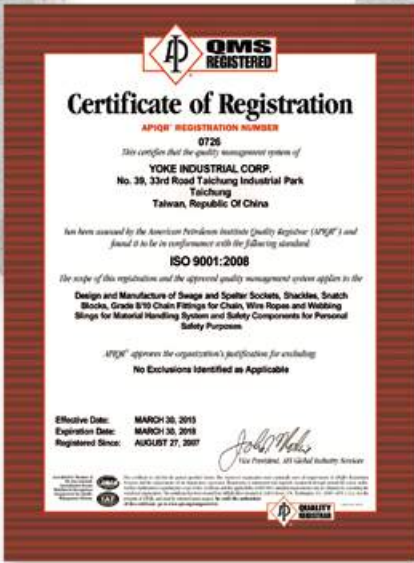 QMS
REGISTERED
Certificate of Registration
APIQR® REGISTRATION NUMBER
0726
This certifies that the quality management system of
YOKE INDUSTRIAL CORP.
No. 39, 33rd Road Taichung Industrial Park
Taichung
Taiwan, Republic Of China
has been assessed by the American Petroleum Institute Quality Registrar (APIQR®) and
found it to be in conformance with the following standard:
ISO 9001:2008
The scope of this registration and the approved quality management system applies to the
Design and Manufacture of Swage and Spelter Sockets, Shackles, Snatch
Blocks, Grade 8/10 Chain Fittings for Chain, Wire Ropes and Webbing
Slings for Material Handling System and Safety Components for Personal
Safety Purposes
APIQR® approves the organization's justification for excluding:
No Exclusions Identified as Applicable
Effective Date: MARCH 30, 2015
Expiration Date: MARCH 30, 2018
Registered Since: AUGUST 27, 2007
Vice President, API Global Industry Services
QUALITY
REGISTRAR